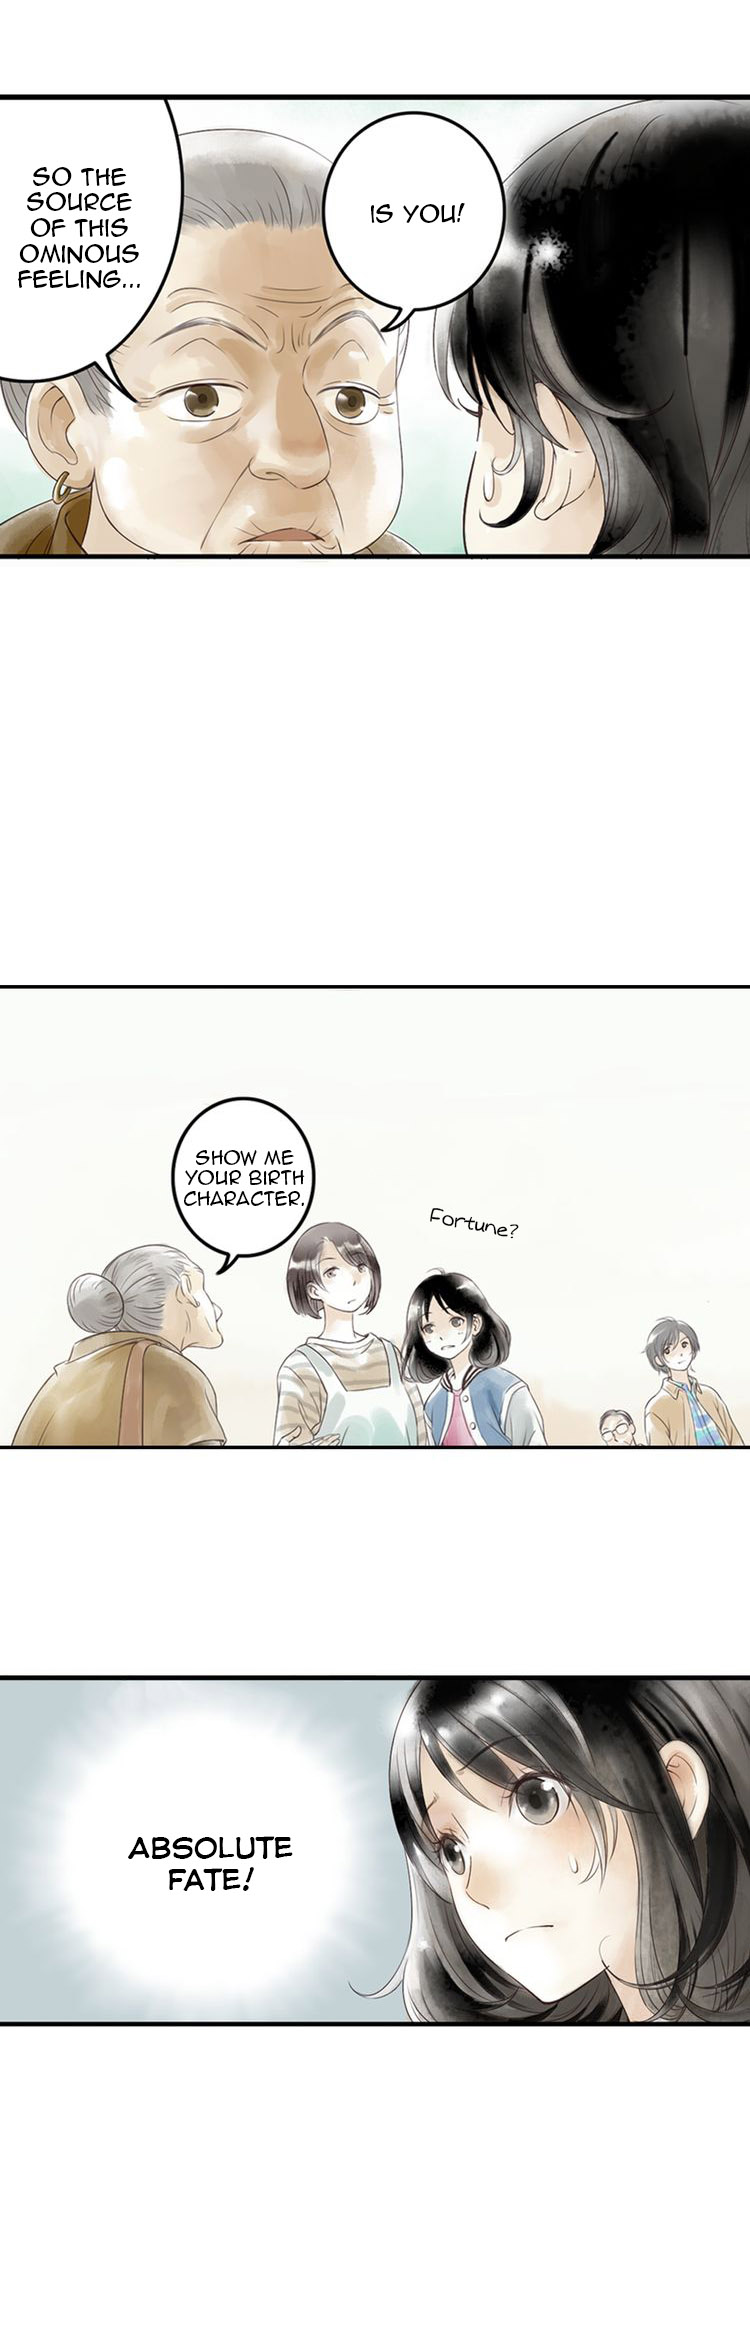 SO THE
SOURCE
OF THIS
OMINOUS
FEELING...
IS YOU!
SHOW ME
YOUR BIRTH
CHARACTER.
Fortune?
ABSOLUTE
FATE!